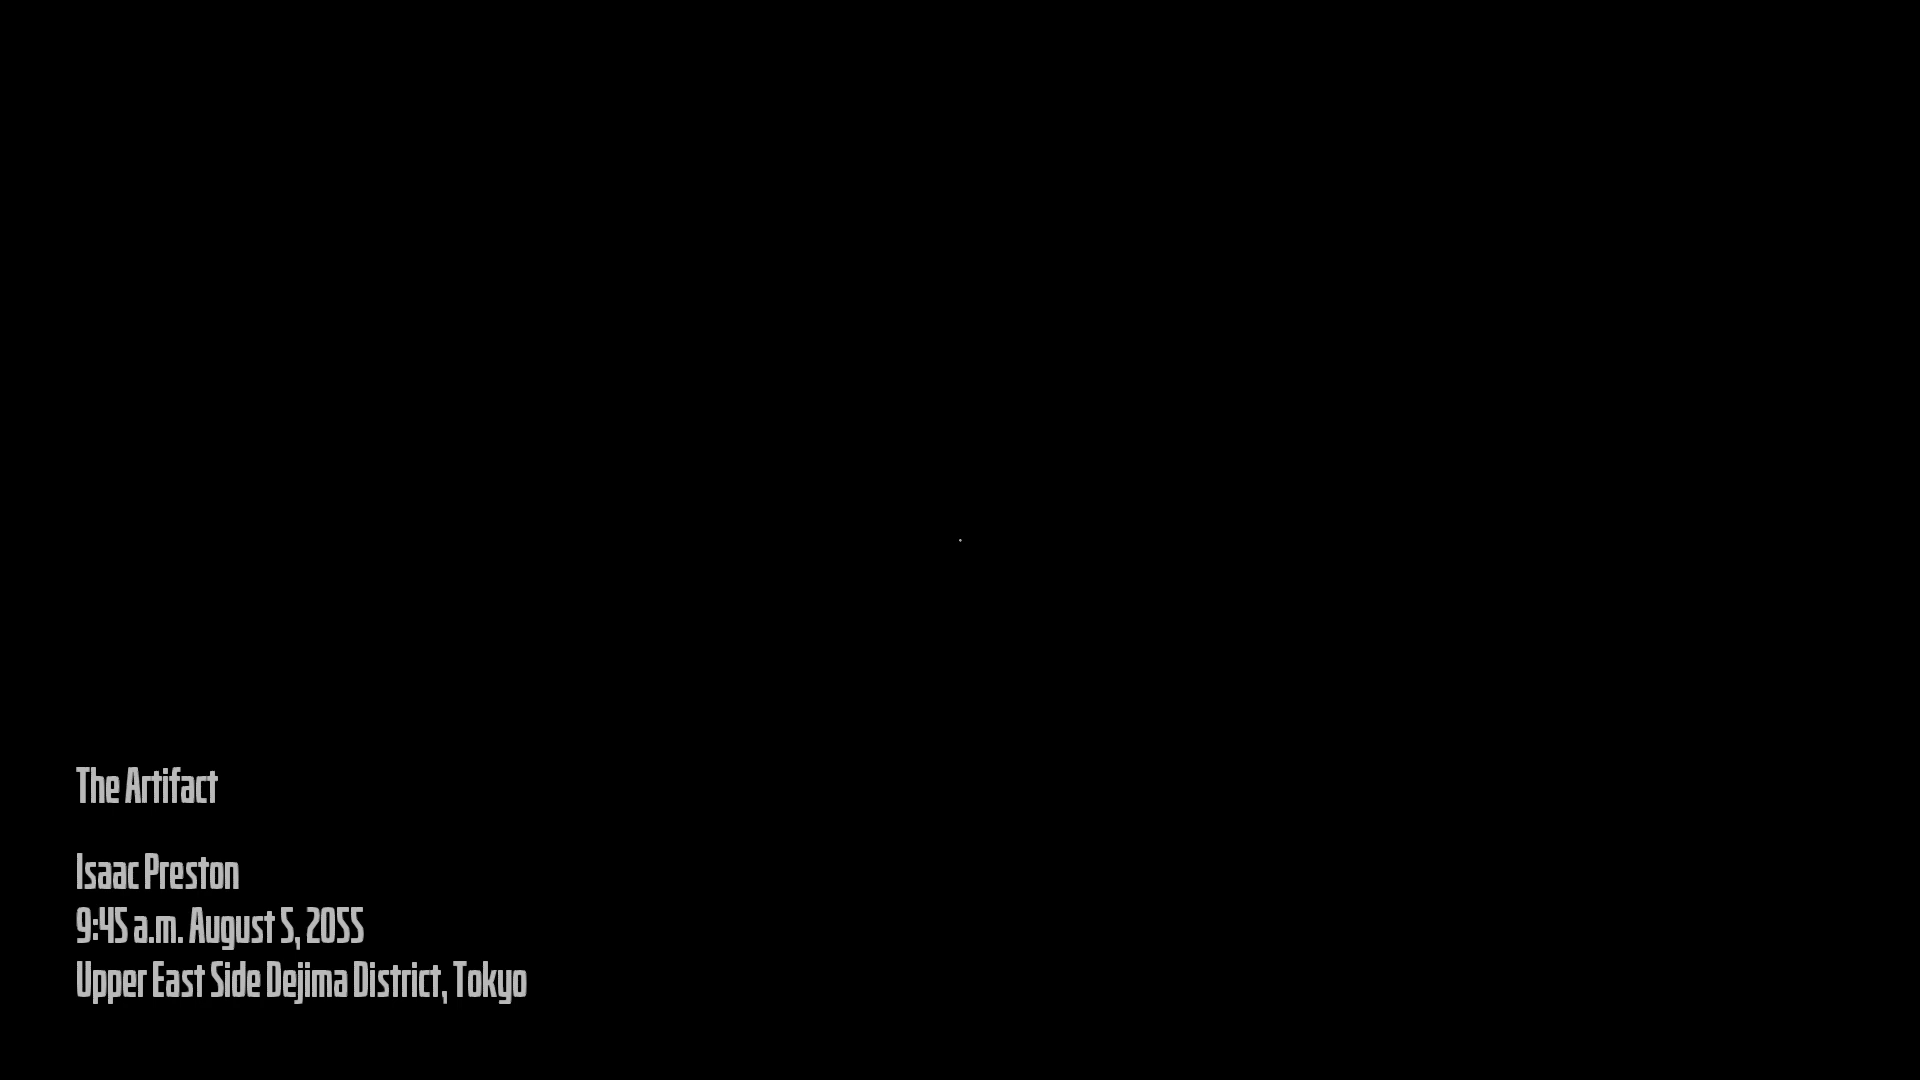 The Artifact
Isaac Preston
9:45 a.m. August 5, 2055
Upper East Side Dejima District, Tokyo